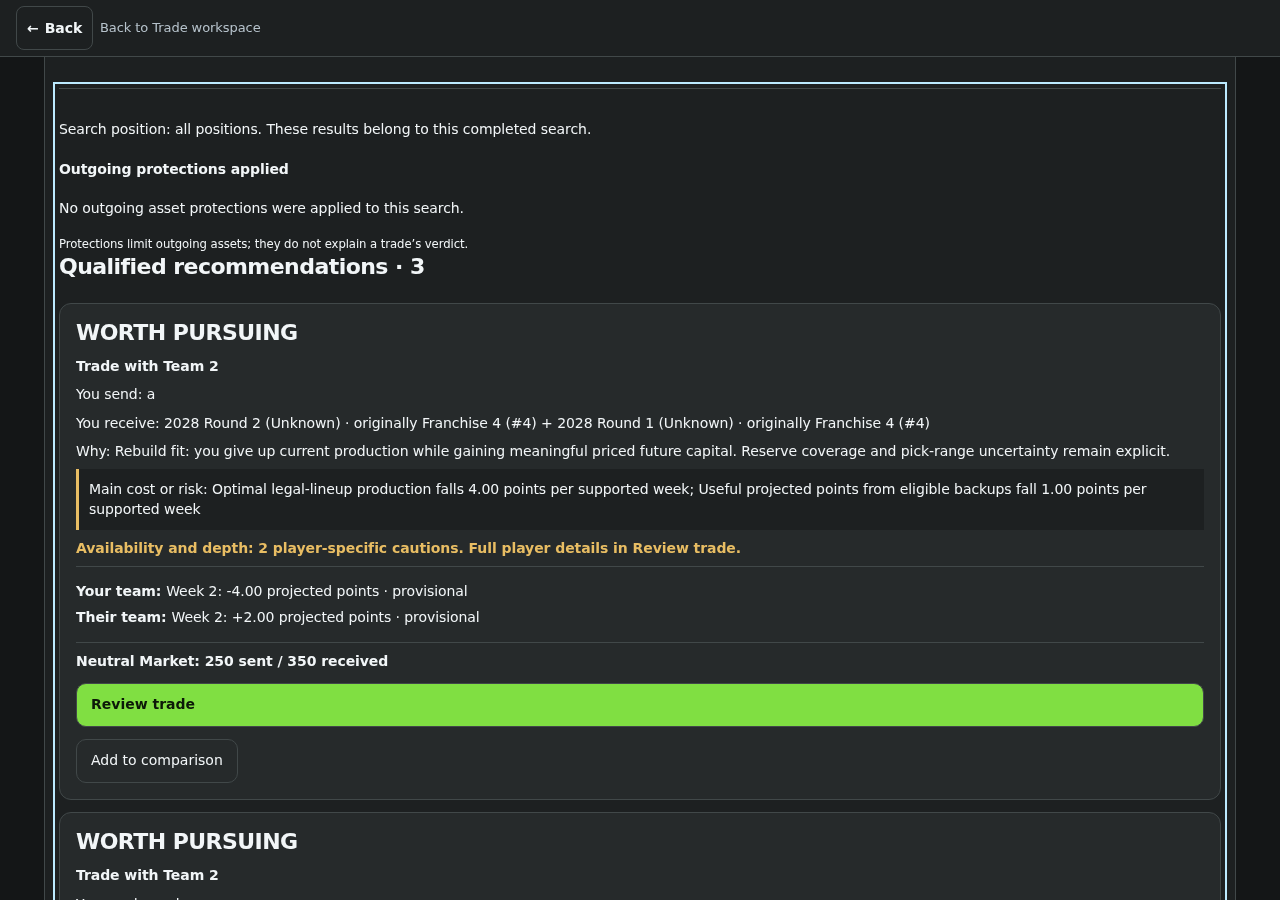 ← Back
Back to Trade workspace
Search position: all positions. These results belong to this completed search.
Outgoing protections applied
No outgoing asset protections were applied to this search.
Protections limit outgoing assets; they do not explain a trade’s verdict.
Qualified recommendations · 3
WORTH PURSUING
Trade with Team 2
You send: a
You receive: 2028 Round 2 (Unknown) · originally Franchise 4 (#4) + 2028 Round 1 (Unknown) · originally Franchise 4 (#4)
Why: Rebuild fit: you give up current production while gaining meaningful priced future capital. Reserve coverage and pick-range uncertainty remain explicit.
Main cost or risk: Optimal legal-lineup production falls 4.00 points per supported week; Useful projected points from eligible backups fall 1.00 points per
supported week
Availability and depth: 2 player-specific cautions. Full player details in Review trade.
Your team: Week 2: -4.00 projected points · provisional
Their team: Week 2: +2.00 projected points · provisional
Neutral Market: 250 sent / 350 received
Review trade
Add to comparison
WORTH PURSUING
Trade with Team 2